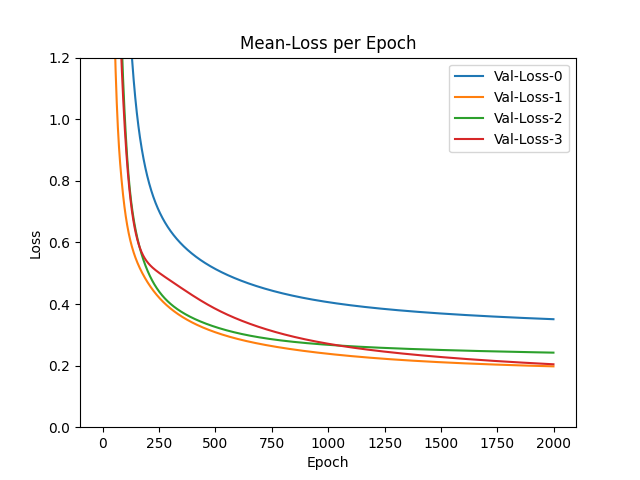 Mean-Loss per Epoch
Val-Loss-0
Val-Loss-1
Val-Loss-2
Val-Loss-3
Loss
1.2
1.0
0.8
0.6
0.4
0.2
0.0
0 250 500 750 1000 1250 1500 1750 2000
Epoch